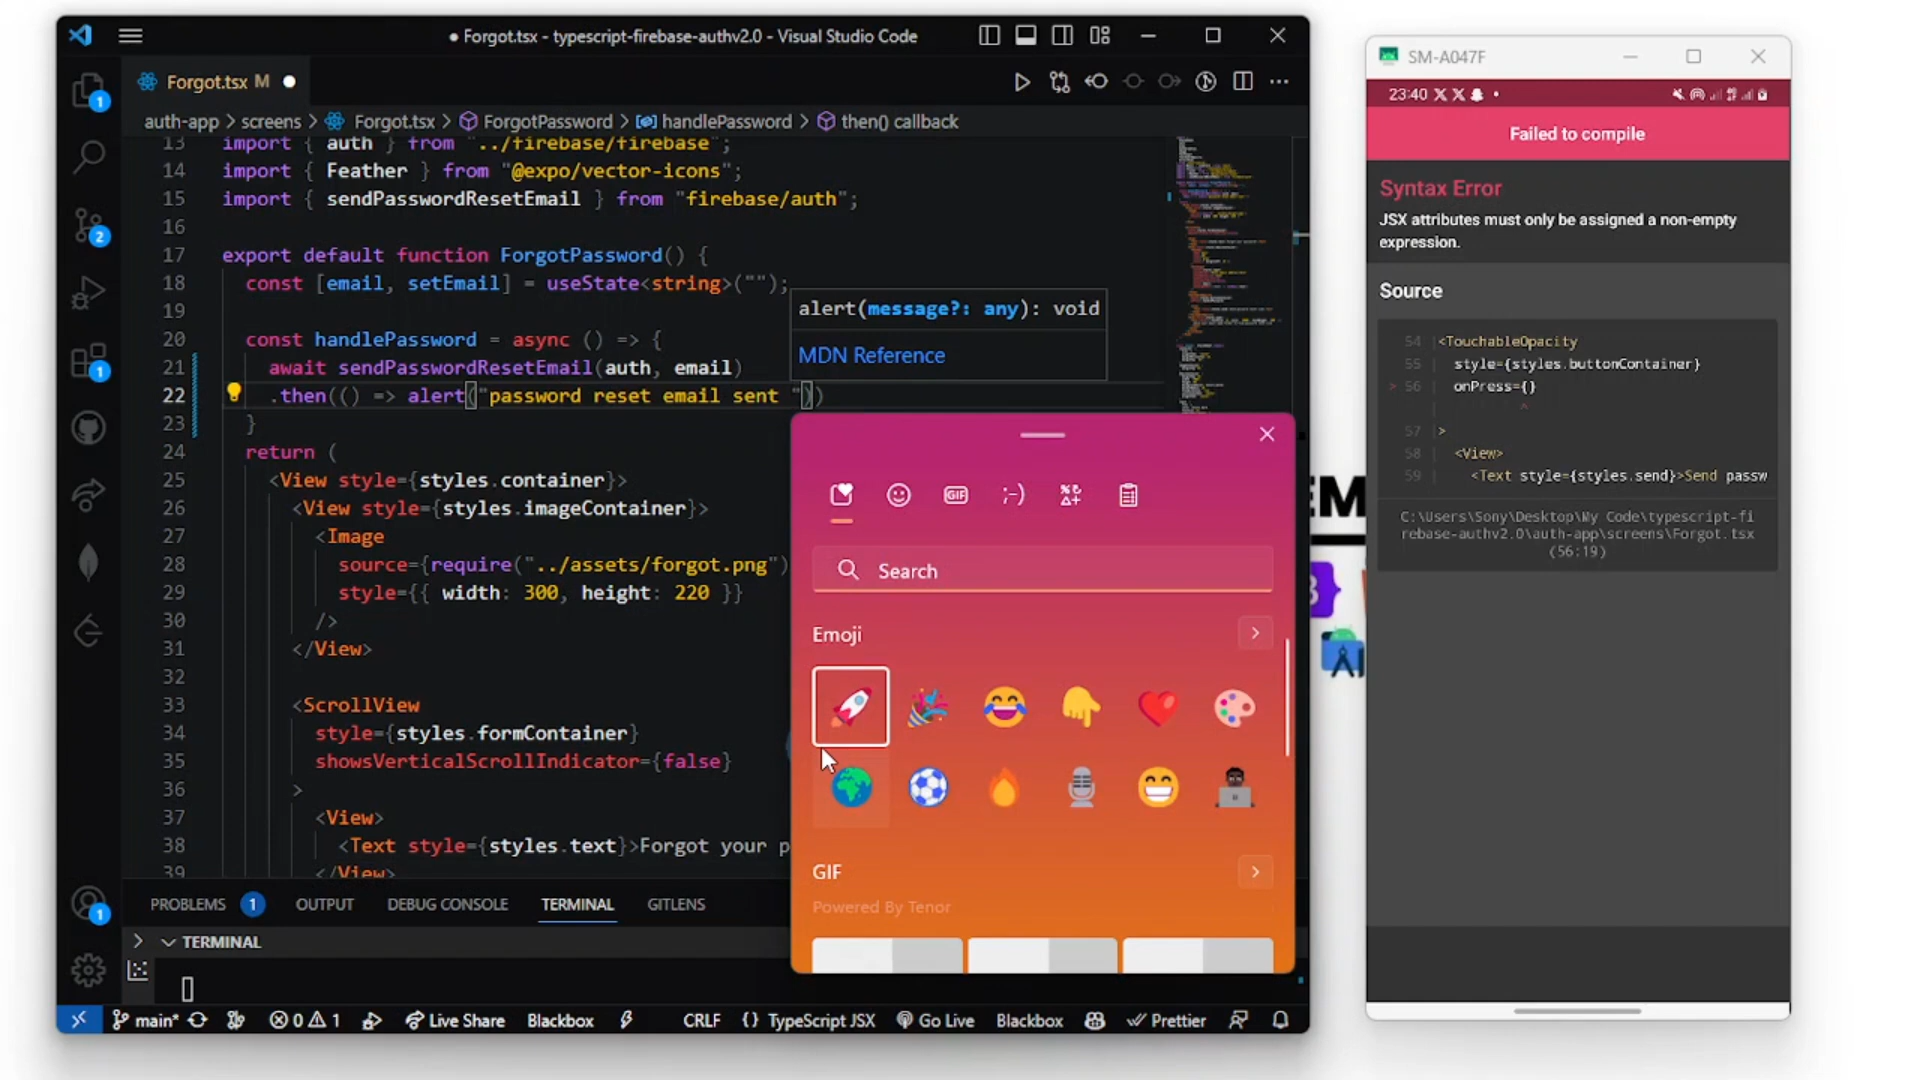 ● Forgot.tsx - typescript-firebase-authv2.0 - Visual Studio Code
Forgot.tsx M ●
auth-app > screens > Forgot.tsx > ForgotPassword > handlePassword > then() callback
13 import { auth } from "../firebase/firebase";
14 import { Feather } from "@expo/vector-icons";
15 import { sendPasswordResetEmail } from "firebase/auth";
16
17 export default function ForgotPassword() {
18 const [email, setEmail] = useState<string>("");
19
20 const handlePassword = async () => {
21 await sendPasswordResetEmail(auth, email)
22 .then(() => alert("password reset email sent "))
23 }
24 return (
25 <View style={styles.container}>
26 <View style={styles.imageContainer}>
27 <Image
28 source={require("../assets/forgot.png")
29 style={{ width: 300, height: 220 }}
30 />
31 </View>
32
33 <ScrollView
34 style={styles.formContainer}
35 showsVerticalScrollIndicator={false}
36 >
37 <View>
38 <Text style={styles.text}>Forgot your p
39 </View>
alert(message?: any): void
MDN Reference
GIF
;-)
Search
Emoji
GIF
Powered By Tenor
PROBLEMS 1 OUTPUT DEBUG CONSOLE TERMINAL GITLENS
TERMINAL
1
2
1
1
main* 0 1 Live Share Blackbox CRLF {} TypeScript JSX Go Live Blackbox Prettier
EM
SM-A047F
23:40
Failed to compile
Syntax Error
JSX attributes must only be assigned a non-empty
expression.
Source
54 | <TouchableOpacity
55 | style={styles.buttonContainer}
> 56 | onPress={}
| ^
57 | >
58 | <View>
59 | <Text style={styles.send}>Send passw
C:\Users\Sony\Desktop\My Code\typescript-fi
rebase-authv2.0\auth-app\screens\Forgot.tsx
(56:19)